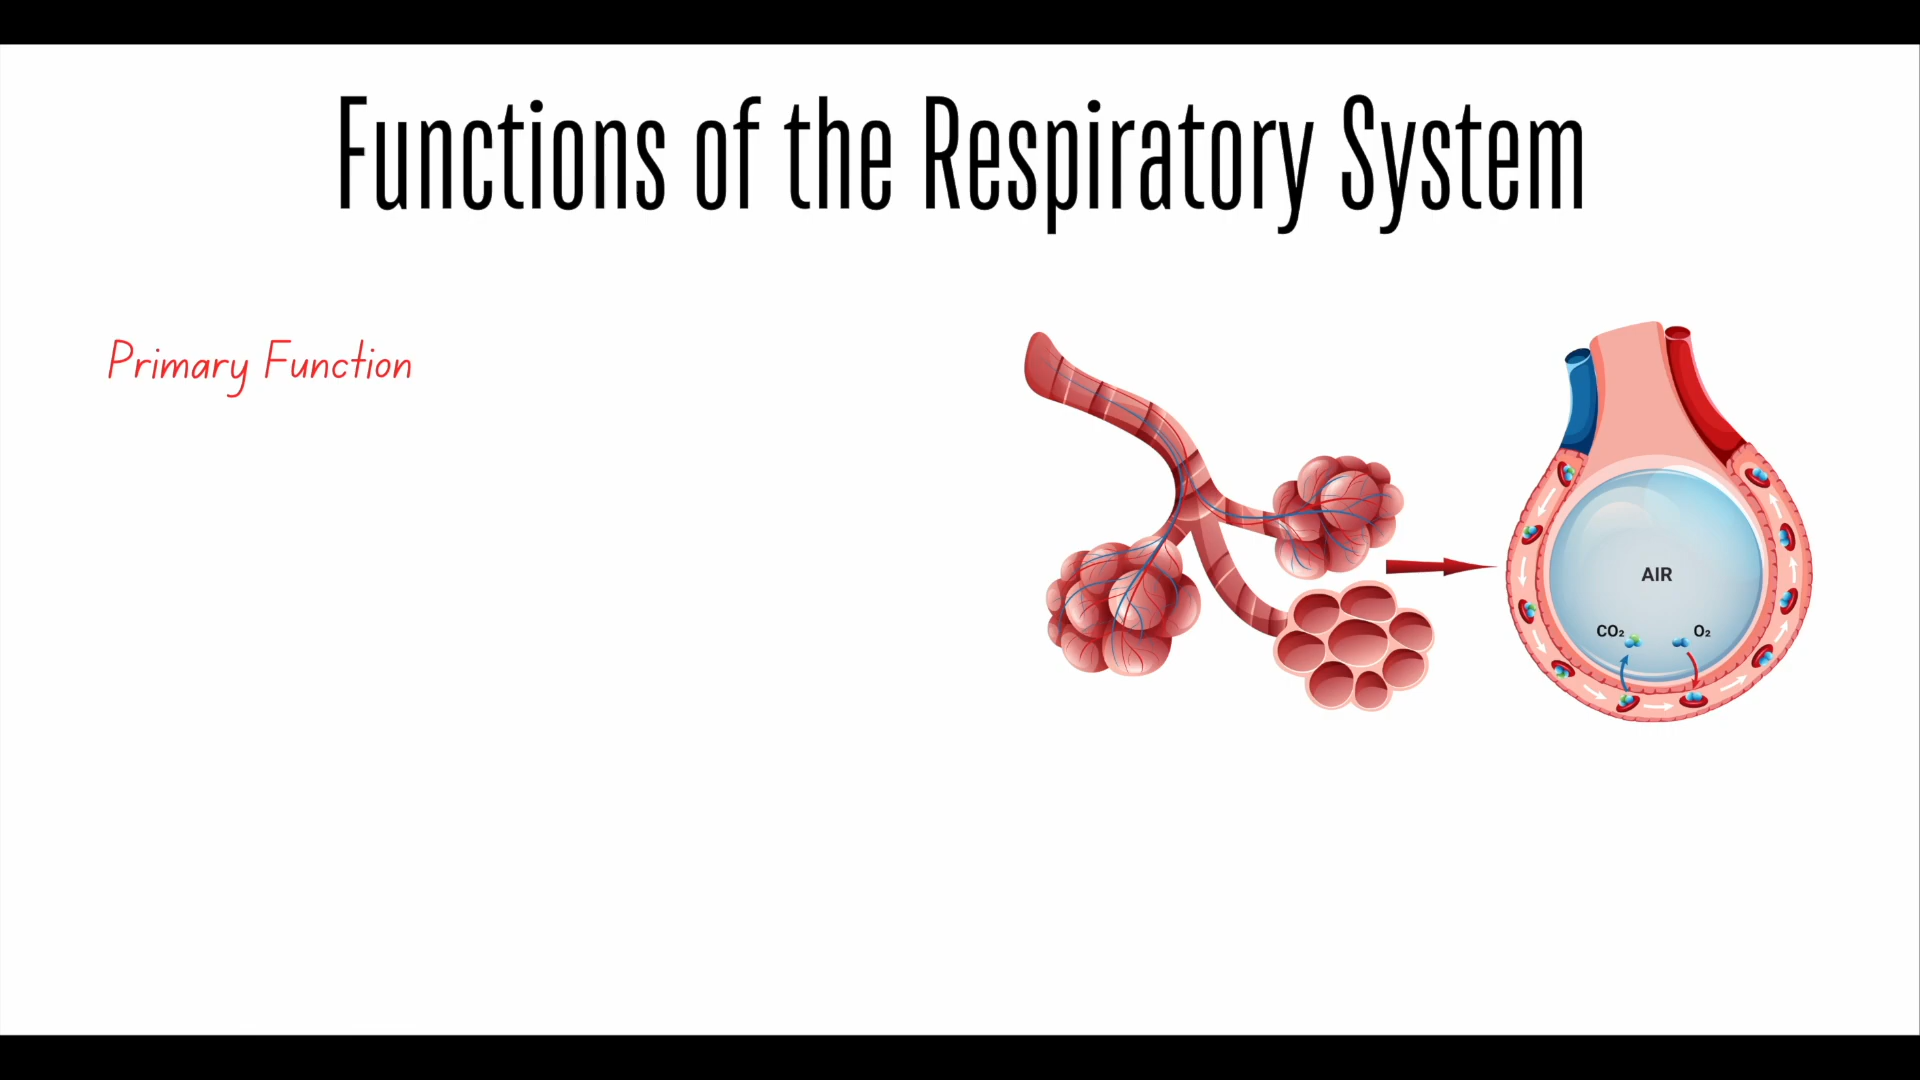 Functions of the Respiratory System
Primary Function
AIR
CO₂
O₂